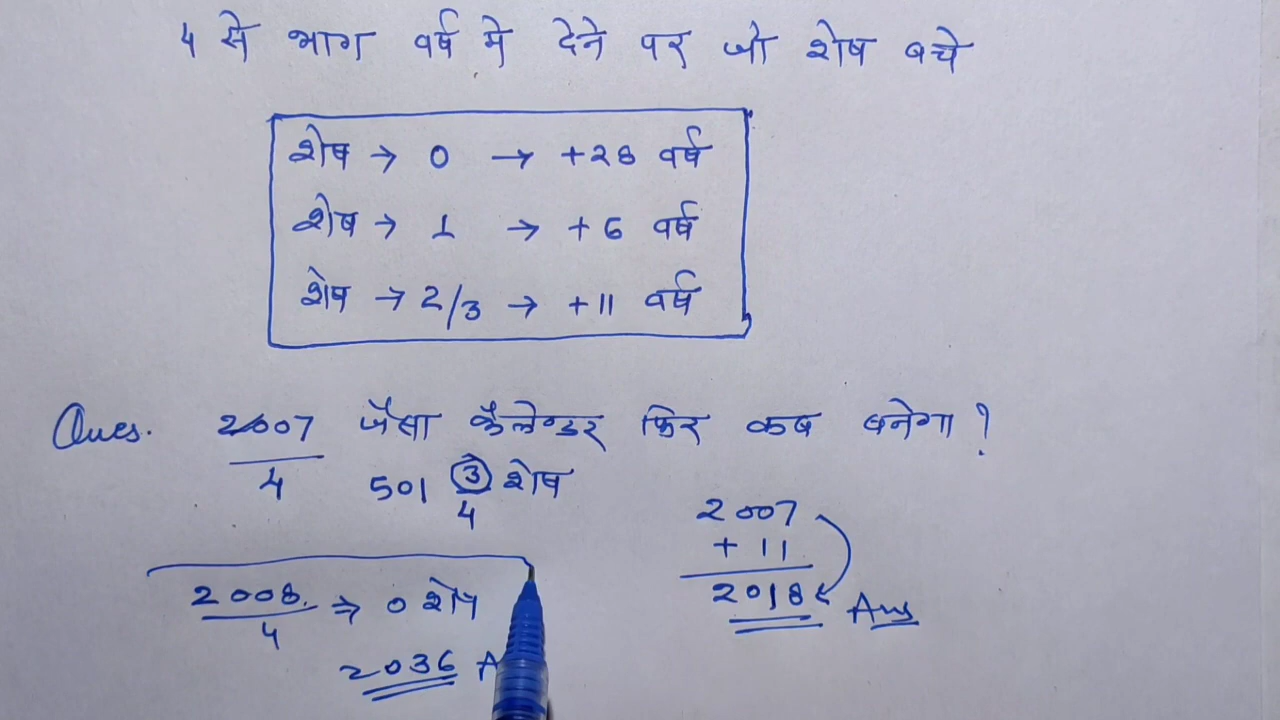 4 से भाग वर्ष मे देने पर जो शेष बचे
शेष → 0 → +28 वर्ष
शेष → 1 → +6 वर्ष
शेष → 2/3 → +11 वर्ष
Ques. 2007 जैसा कैलेण्डर फिर कब बनेगा?
4 501 3 शेष
4
2007
+ 11
2018 Ans
2008. ⇒ 0 शेष
4
2036 A